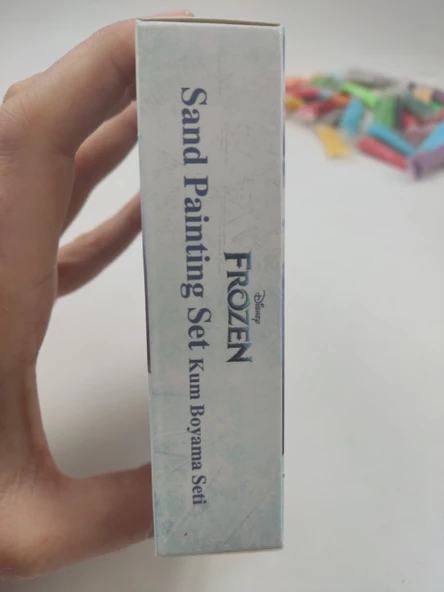 Disney
FROZEN
Sand Painting Set Kum Boyama Seti